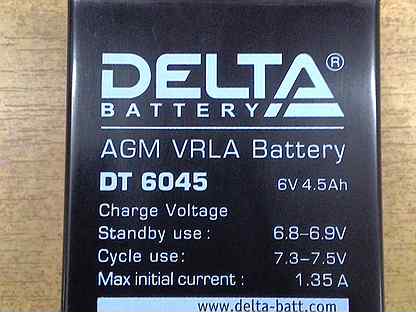 DELTA®
BATTERY
AGM VRLA Battery
DT 6045 6V 4.5Ah
Charge Voltage
Standby use : 6.8–6.9V
Cycle use : 7.3–7.5V
Max initial current : 1.35 A
www.delta-batt.com